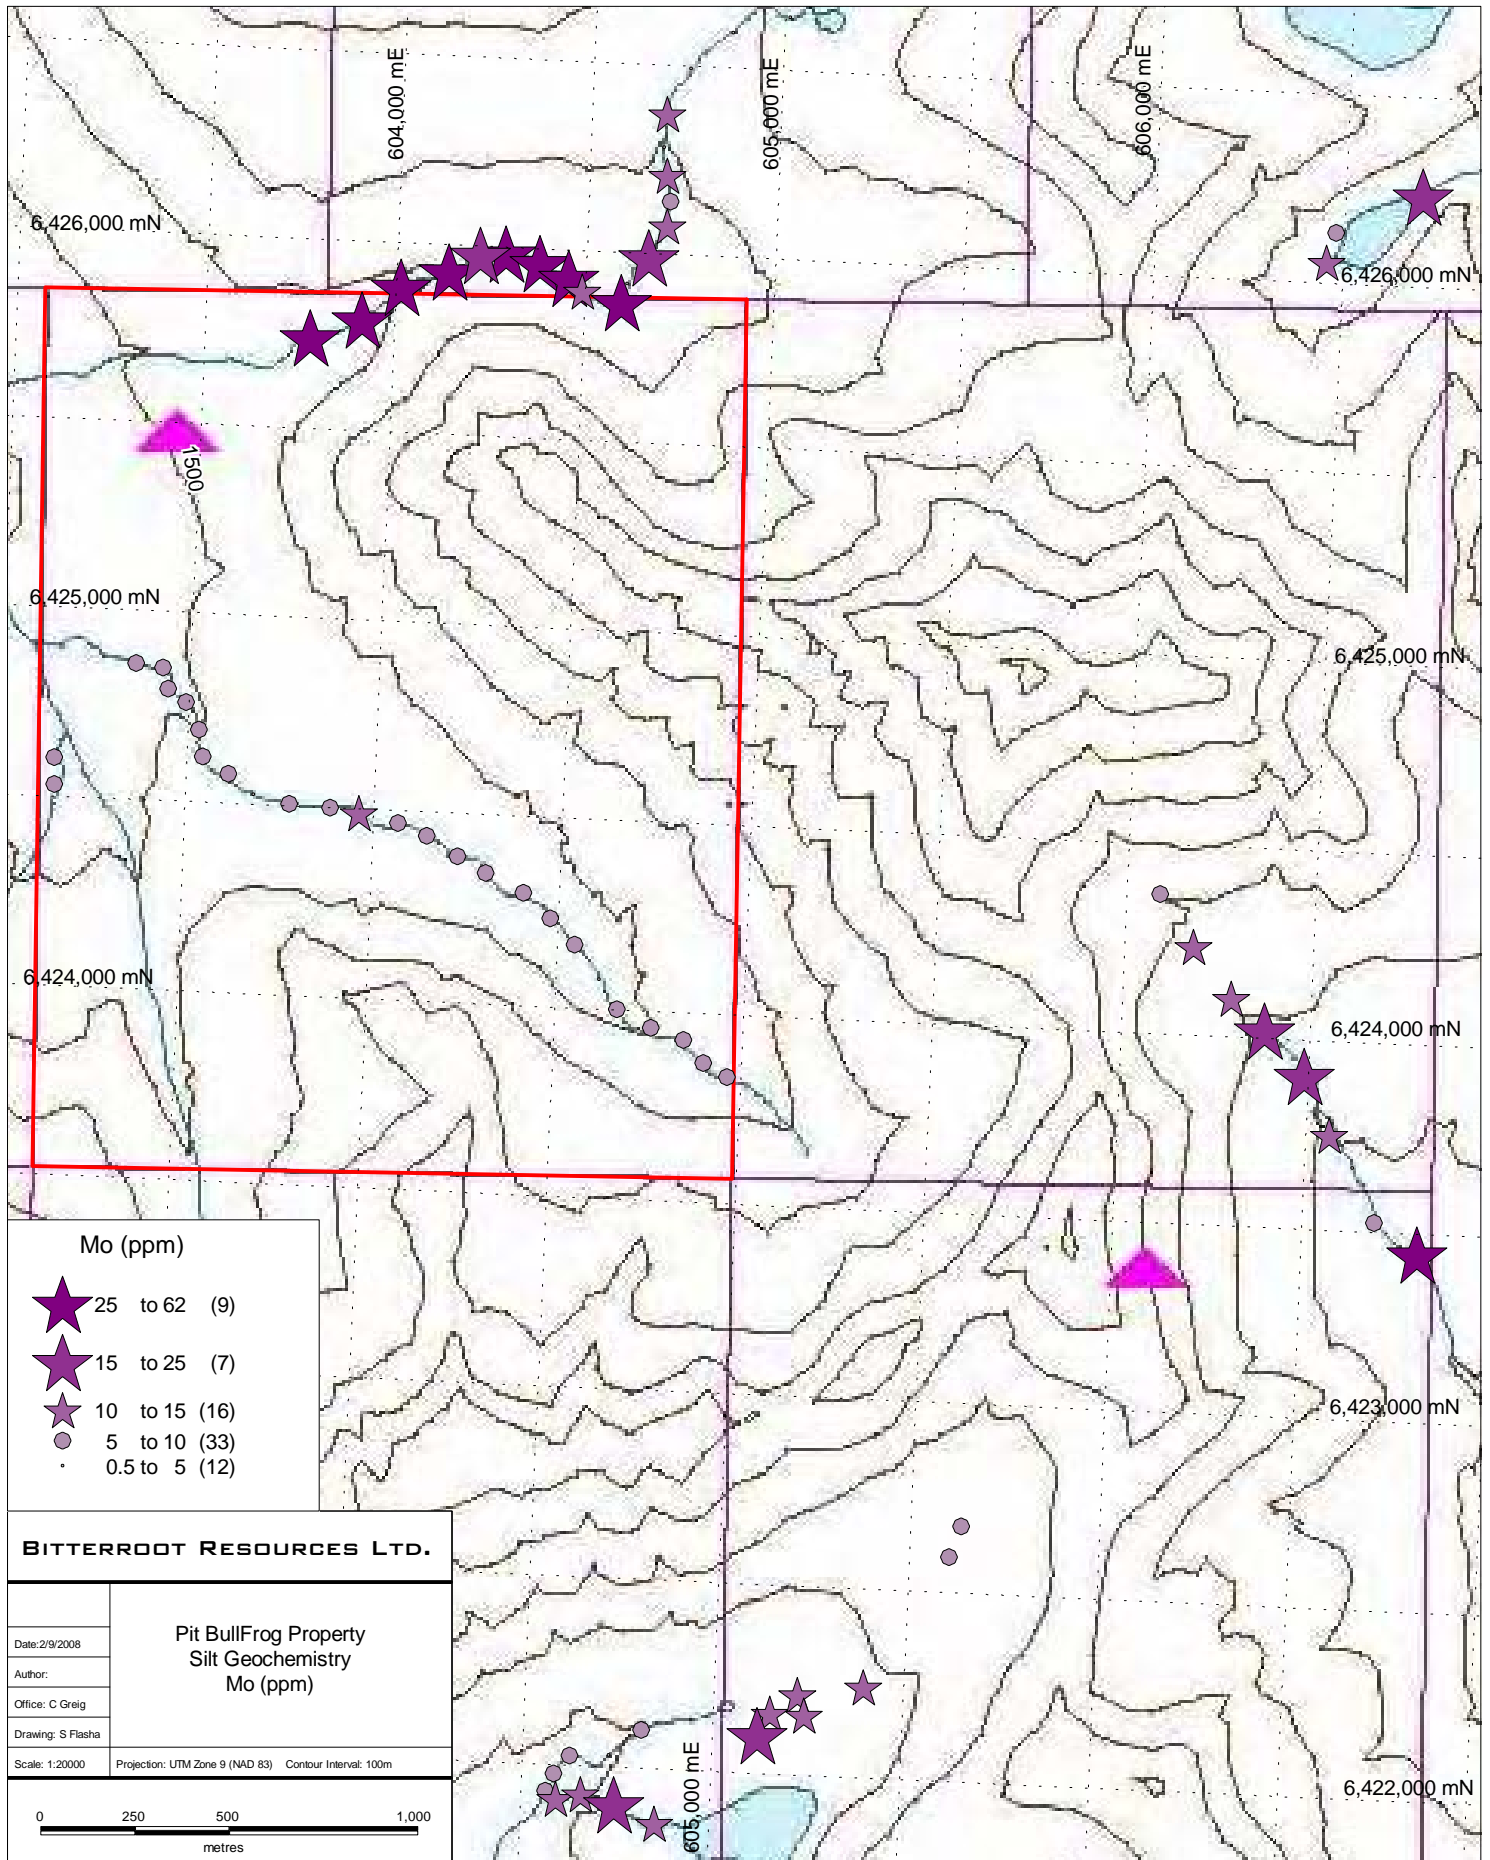 604,000 mE
605,000 mE
606,000 mE
6,426,000 mN
6,426,000 mN
1500
6,425,000 mN
6,425,000 mN
6,424,000 mN
6,424,000 mN
Mo (ppm)
25 to 62 (9)
15 to 25 (7)
10 to 15 (16)
5 to 10 (33)
0.5 to 5 (12)
6,423,000 mN
BITTERROOT RESOURCES LTD.
Date:2/9/2008
Author:
Office: C Greig
Drawing: S Flasha
Scale: 1:20000
Pit BullFrog Property
Silt Geochemistry
Mo (ppm)
Projection: UTM Zone 9 (NAD 83) Contour Interval: 100m
0 250 500 1,000
metres
605,000 mE
6,422,000 mN